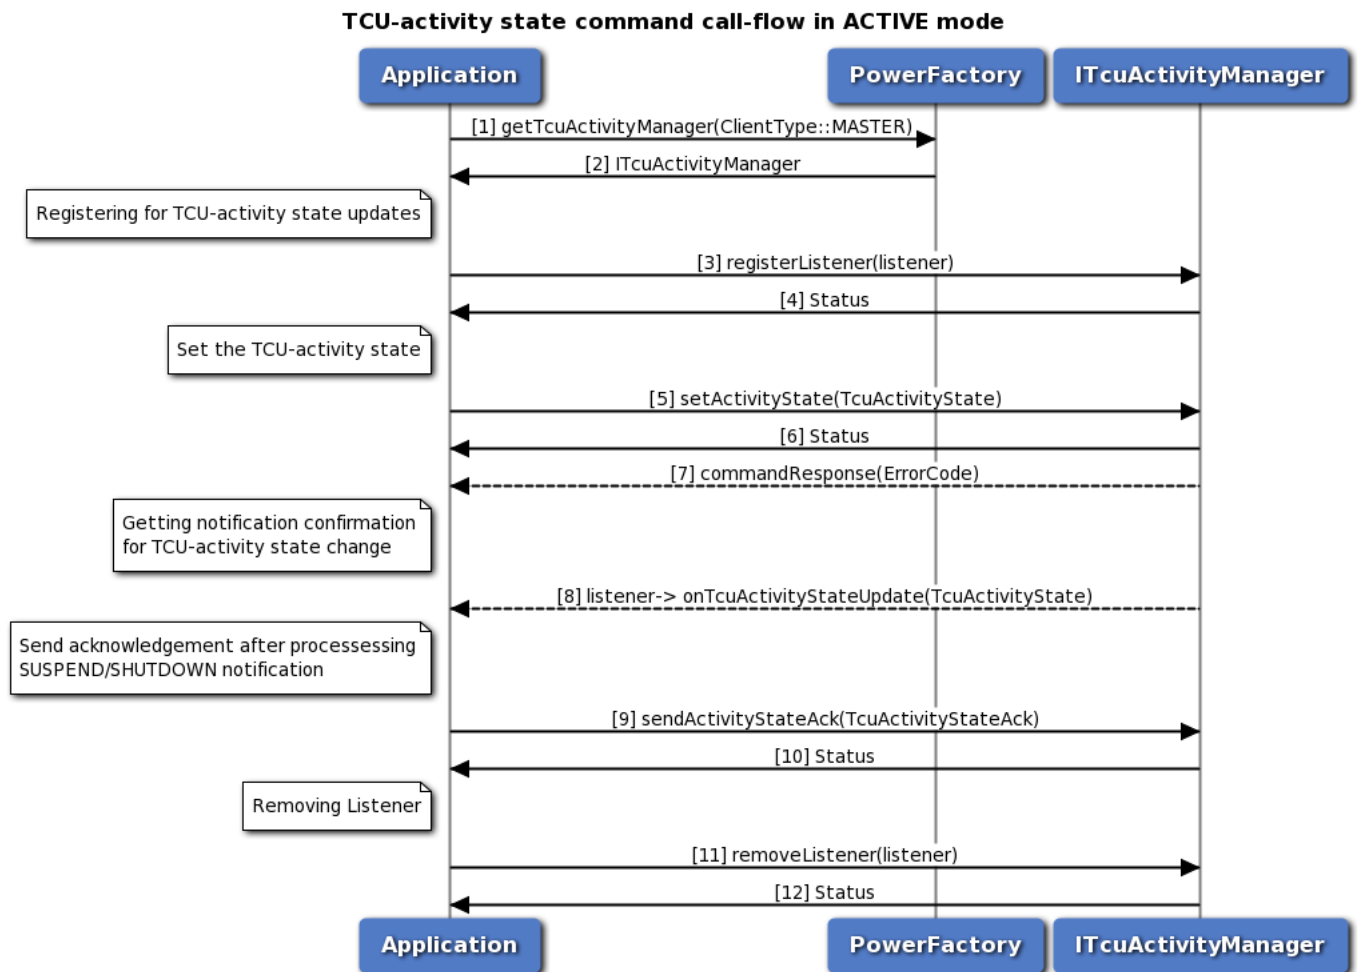 TCU-activity state command call-flow in ACTIVE mode
Application
PowerFactory
ITcuActivityManager
[1] getTcuActivityManager(ClientType::MASTER)
[2] ITcuActivityManager
Registering for TCU-activity state updates
[3] registerListener(listener)
[4] Status
Set the TCU-activity state
[5] setActivityState(TcuActivityState)
[6] Status
[7] commandResponse(ErrorCode)
Getting notification confirmation
for TCU-activity state change
[8] listener-> onTcuActivityStateUpdate(TcuActivityState)
Send acknowledgement after processessing
SUSPEND/SHUTDOWN notification
[9] sendActivityStateAck(TcuActivityStateAck)
[10] Status
Removing Listener
[11] removeListener(listener)
[12] Status
Application
PowerFactory
ITcuActivityManager